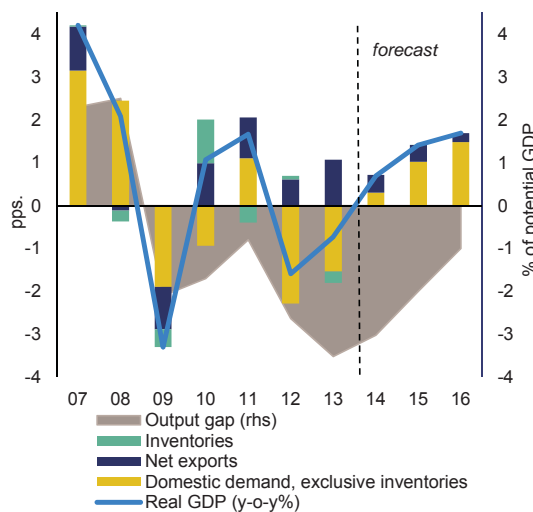 4
3
2
1
0
-1
-2
-3
-4
pps.
forecast
4
3
2
1
0
-1
-2
-3
-4
% of potential GDP
07 08 09 10 11 12 13 14 15 16
Output gap (rhs)
Inventories
Net exports
Domestic demand, exclusive inventories
Real GDP (y-o-y%)